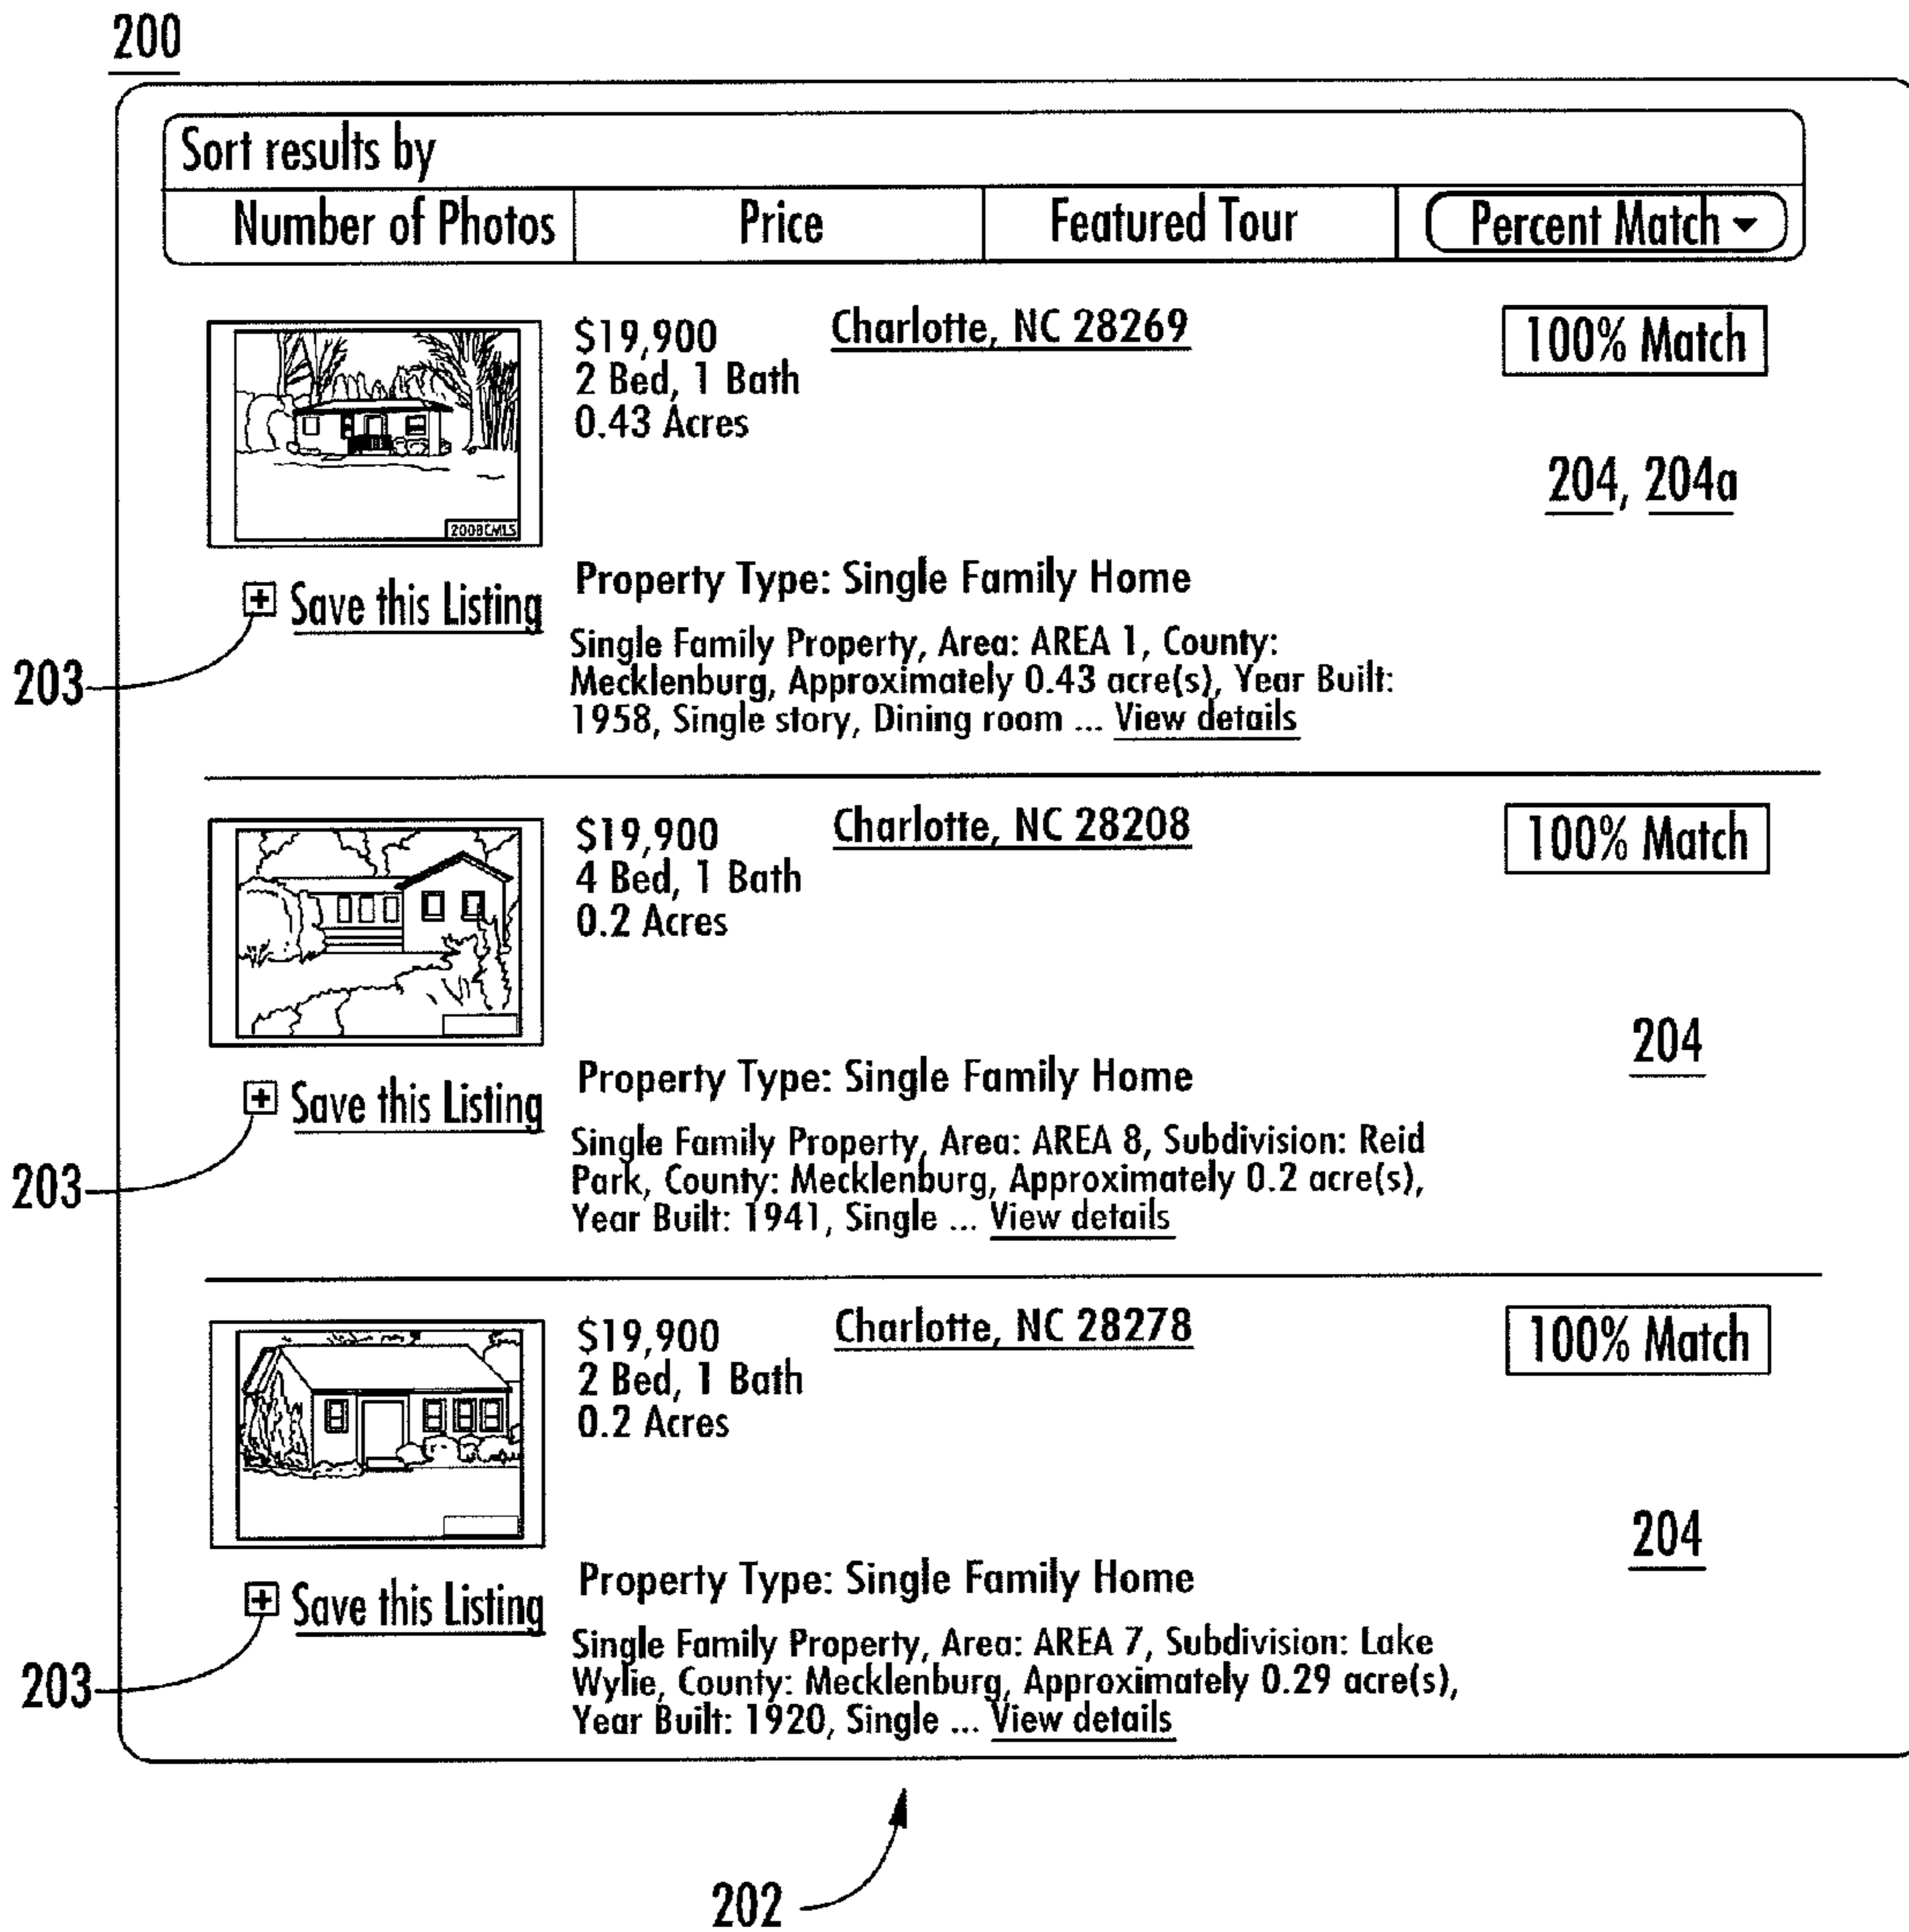 200
Sort results by
Number of Photos Price Featured Tour Percent Match
$19,900 Charlotte, NC 28269 100% Match
2 Bed, 1 Bath
0.43 Acres
204, 204a
2008CMLS
Property Type: Single Family Home
Save this Listing
Single Family Property, Area: AREA 1, County:
203 Mecklenburg, Approximately 0.43 acre(s), Year Built:
1958, Single story, Dining room ... View details
$19,900 Charlotte, NC 28208 100% Match
4 Bed, 1 Bath
0.2 Acres
204
Property Type: Single Family Home
Save this Listing
Single Family Property, Area: AREA 8, Subdivision: Reid
203 Park, County: Mecklenburg, Approximately 0.2 acre(s),
Year Built: 1941, Single ... View details
$19,900 Charlotte, NC 28278 100% Match
2 Bed, 1 Bath
0.2 Acres
204
Property Type: Single Family Home
Save this Listing
Single Family Property, Area: AREA 7, Subdivision: Lake
203 Wylie, County: Mecklenburg, Approximately 0.29 acre(s),
Year Built: 1920, Single ... View details
202